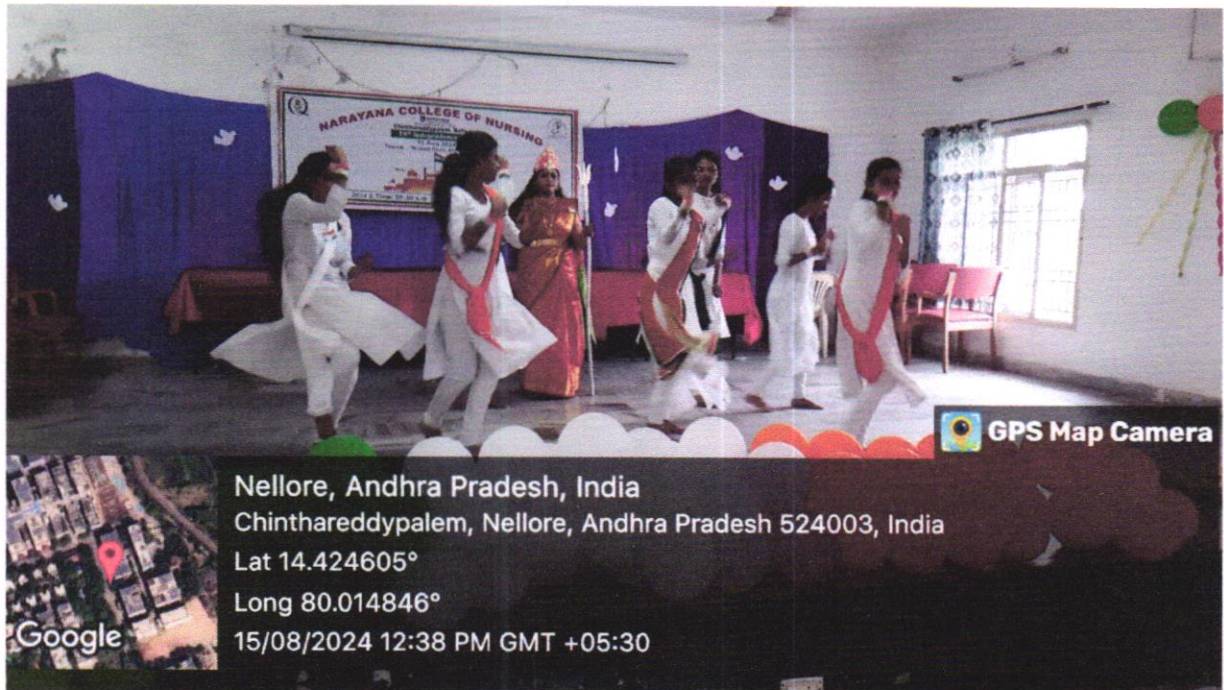 NARAYANA COLLEGE OF NURSING
Chinthareddypalem
GPS Map Camera
Nellore, Andhra Pradesh, India
Chinthareddypalem, Nellore, Andhra Pradesh 524003, India
Lat 14.424605°
Long 80.014846°
15/08/2024 12:38 PM GMT +05:30
Google